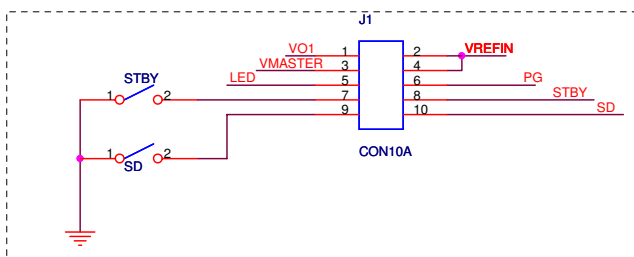 J1
VO1 1 2 VREFIN
VMASTER 3 4
LED 5 6 PG
STBY 1 2 7 8 STBY
9 10 SD
1 2
SD
CON10A